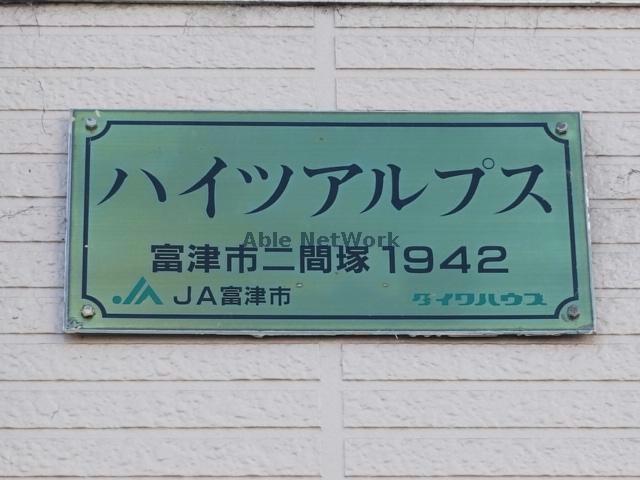 ハイツアルプス
Able NetWork
富津市二間塚1942
JA JA富津市 ダイワハウス